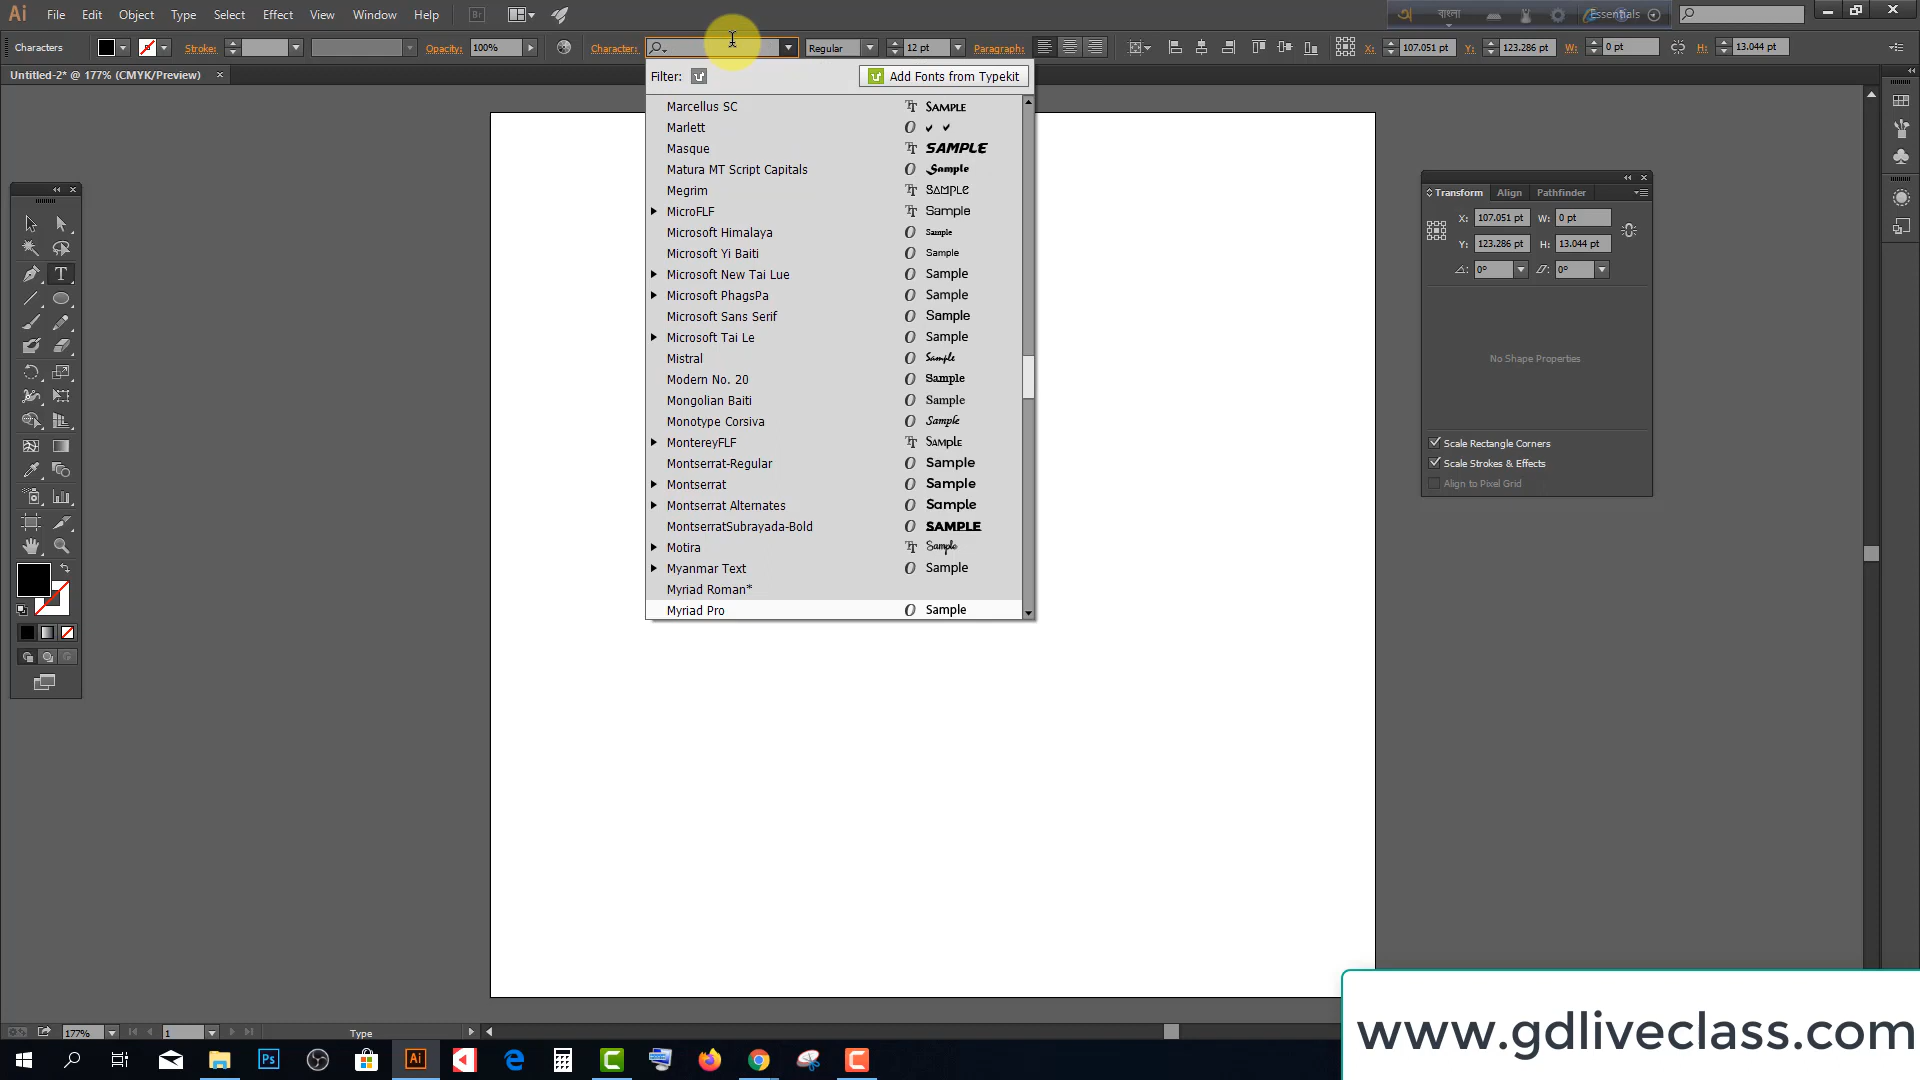 Ai File Edit Object Type Select Effect View Window Help Br Essentials
Characters Stroke: Opacity: 100% Character: Regular 12 pt Paragraph: X: 107.051 pt Y: 123.286 pt W: 0 pt H: 13.044 pt
বাংলা
Untitled-2* @ 177% (CMYK/Preview) ×
Filter: Add Fonts from Typekit
Marcellus SC SAMPLE
Marlett
Masque SAMPLE
Matura MT Script Capitals Sample
Megrim SAMPLE
MicroFLF Sample
Microsoft Himalaya Sample
Microsoft Yi Baiti Sample
Microsoft New Tai Lue Sample
Microsoft PhagsPa Sample
Microsoft Sans Serif Sample
Microsoft Tai Le Sample
Mistral Sample
Modern No. 20 Sample
Mongolian Baiti Sample
Monotype Corsiva Sample
MontereyFLF SAMPLE
Montserrat-Regular Sample
Montserrat Sample
Montserrat Alternates Sample
MontserratSubrayada-Bold SAMPLE
Motira Sample
Myanmar Text Sample
Myriad Roman*
Myriad Pro Sample
Transform Align Pathfinder
X: 107.051 pt W: 0 pt
Y: 123.286 pt H: 13.044 pt
0° 0°
No Shape Properties
Scale Rectangle Corners
Scale Strokes & Effects
Align to Pixel Grid
177% 1 Type
www.gdliveclass.com
Ps Ai